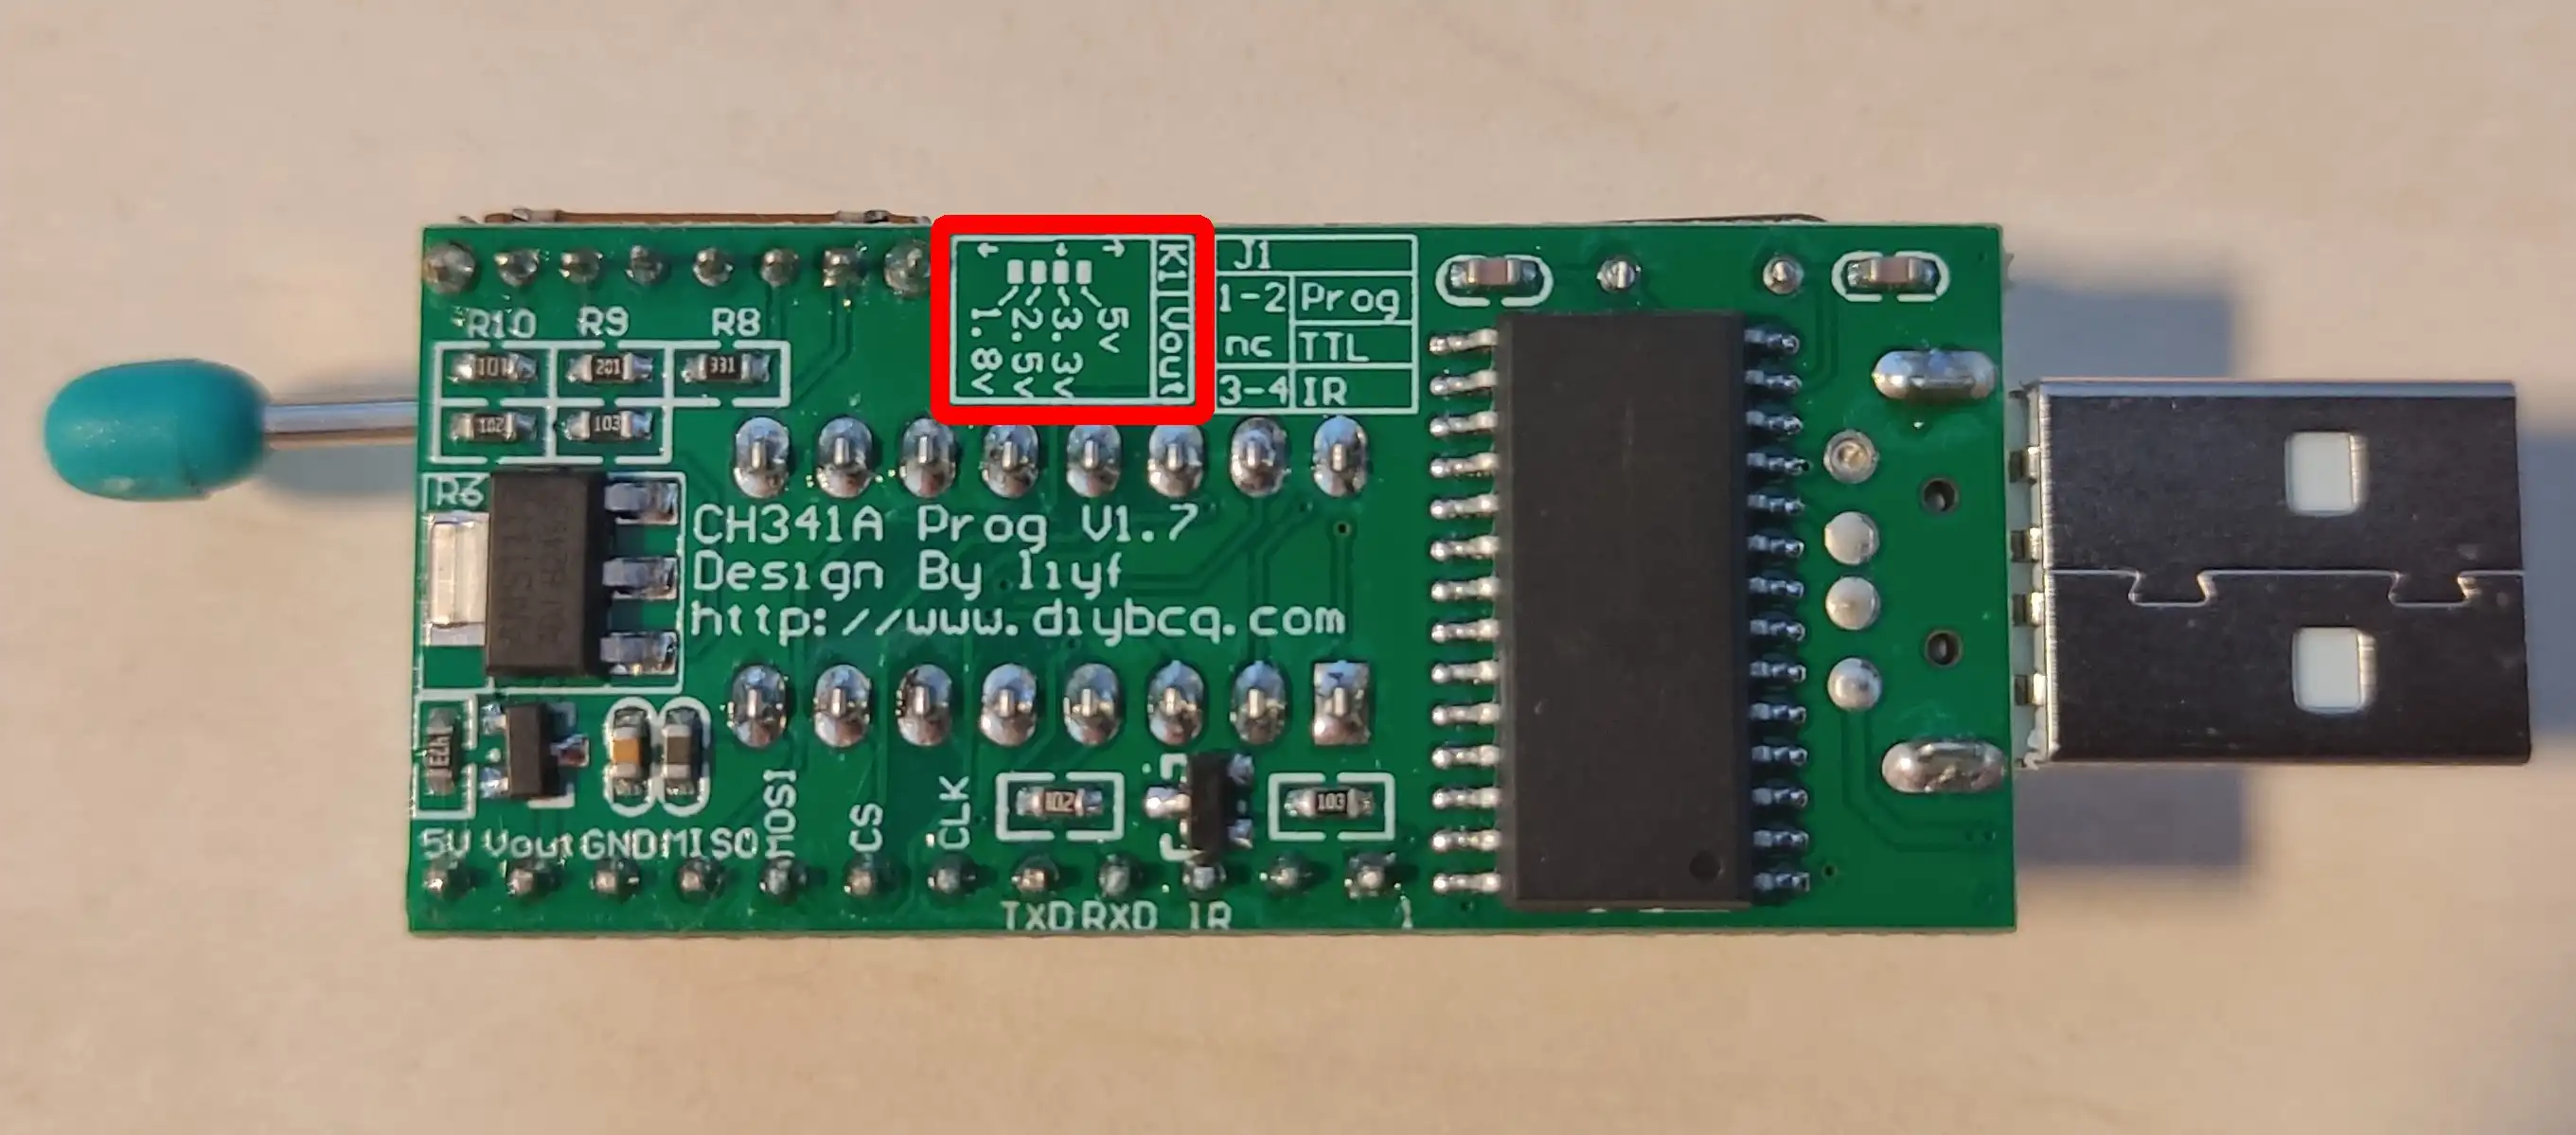 K1 Vout
5v
3.3v
2.5v
1.8v
J1
1-2 Prog
nc TTL
3-4 IR
R10 R9 R8
101 201 331
102 103
R6
CH341A Prog V1.7
Design By liyf
http://www.diybcq.com
473
102 103
5V Vout GND MISO MOSI CS CLK
TXD RXD IR 1